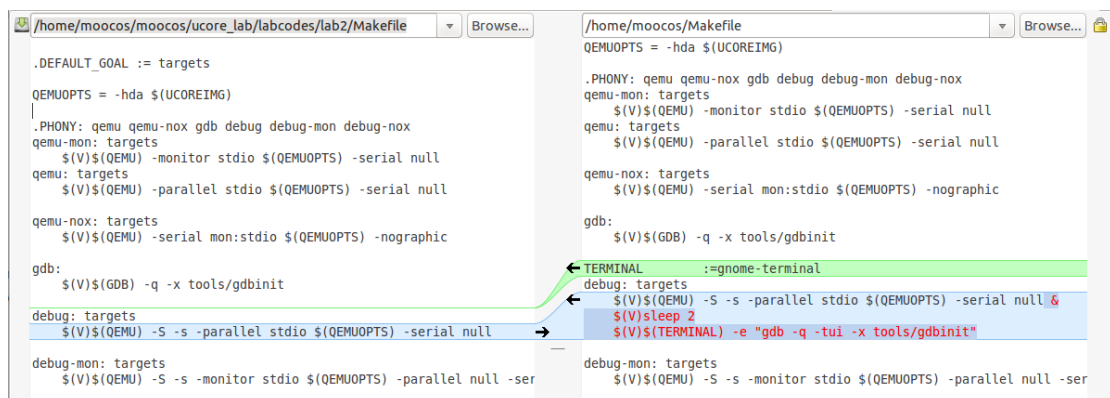 /home/moocos/moocos/ucore_lab/labcodes/lab2/Makefile
Browse...
.DEFAULT_GOAL := targets
QEMUOPTS = -hda $(UCOREIMG)
.PHONY: qemu qemu-nox gdb debug debug-mon debug-nox
qemu-mon: targets
$(V)$(QEMU) -monitor stdio $(QEMUOPTS) -serial null
qemu: targets
$(V)$(QEMU) -parallel stdio $(QEMUOPTS) -serial null
qemu-nox: targets
$(V)$(QEMU) -serial mon:stdio $(QEMUOPTS) -nographic
gdb:
$(V)$(GDB) -q -x tools/gdbinit
debug: targets
$(V)$(QEMU) -S -s -parallel stdio $(QEMUOPTS) -serial null
debug-mon: targets
$(V)$(QEMU) -S -s -monitor stdio $(QEMUOPTS) -parallel null -ser
/home/moocos/Makefile
Browse...
QEMUOPTS = -hda $(UCOREIMG)
.PHONY: qemu qemu-nox gdb debug debug-mon debug-nox
qemu-mon: targets
$(V)$(QEMU) -monitor stdio $(QEMUOPTS) -serial null
qemu: targets
$(V)$(QEMU) -parallel stdio $(QEMUOPTS) -serial null
qemu-nox: targets
$(V)$(QEMU) -serial mon:stdio $(QEMUOPTS) -nographic
gdb:
$(V)$(GDB) -q -x tools/gdbinit
TERMINAL :=gnome-terminal
debug: targets
$(V)$(QEMU) -S -s -parallel stdio $(QEMUOPTS) -serial null &
$(V)sleep 2
$(V)$(TERMINAL) -e "gdb -q -tui -x tools/gdbinit"
debug-mon: targets
$(V)$(QEMU) -S -s -monitor stdio $(QEMUOPTS) -parallel null -ser